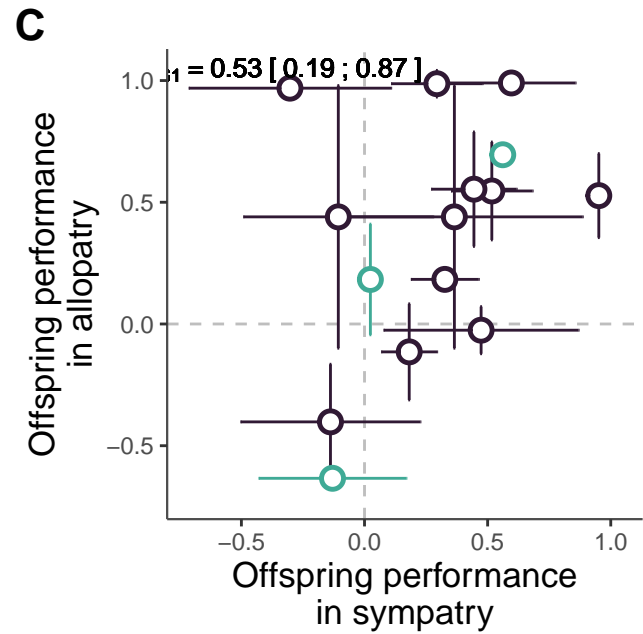 C
= 0.53 [ 0.19 ; 0.87 ]
1.0
0.5
0.0
−0.5
Offspring performance
in allopatry
−0.5
0.0
0.5
1.0
Offspring performance
in sympatry